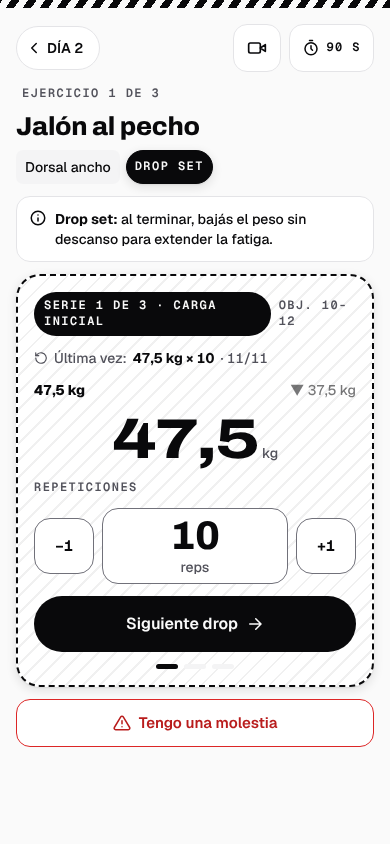 DÍA 2
90 S
EJERCICIO 1 DE 3
Jalón al pecho
Dorsal ancho
DROP SET
Drop set: al terminar, bajás el peso sin
descanso para extender la fatiga.
SERIE 1 DE 3 · CARGA
INICIAL
OBJ. 10-
12
Última vez: 47,5 kg × 10 · 11/11
47,5 kg
▼ 37,5 kg
47,5 kg
REPETICIONES
−1
10
reps
+1
Siguiente drop →
Tengo una molestia